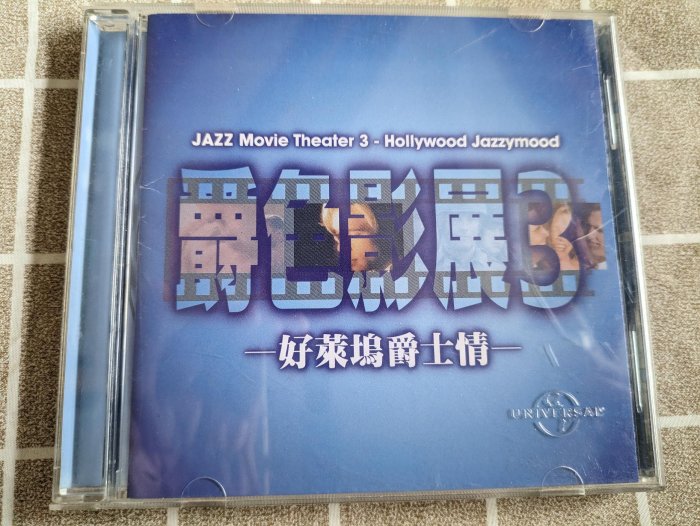 JAZZ Movie Theater 3 - Hollywood Jazzymood
爵色影展3
—好萊塢爵士情—
UNIVERSAL